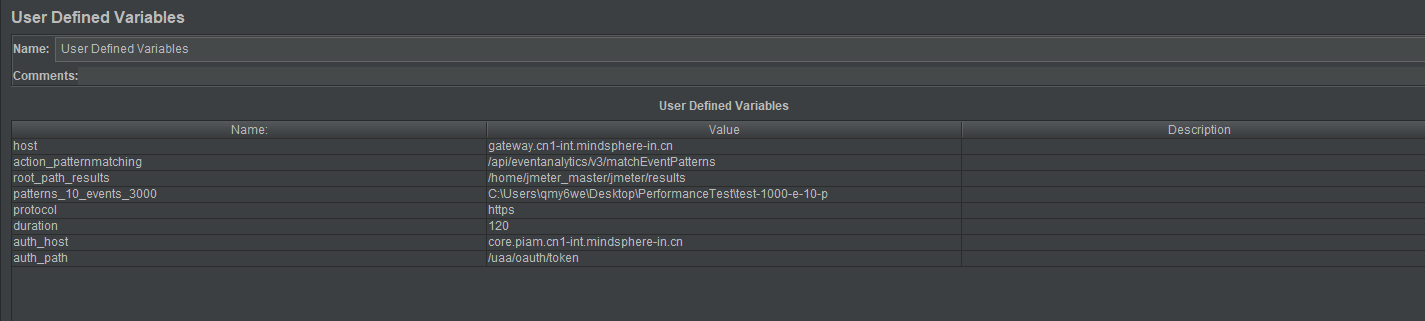 User Defined Variables
Name: User Defined Variables
Comments:
User Defined Variables
Name: Value Description
host gateway.cn1-int.mindsphere-in.cn
action_patternmatching /api/eventanalytics/v3/matchEventPatterns
root_path_results /home/jmeter_master/jmeter/results
patterns_10_events_3000 C:\Users\qmy6we\Desktop\PerformanceTest\test-1000-e-10-p
protocol https
duration 120
auth_host core.piam.cn1-int.mindsphere-in.cn
auth_path /uaa/oauth/token